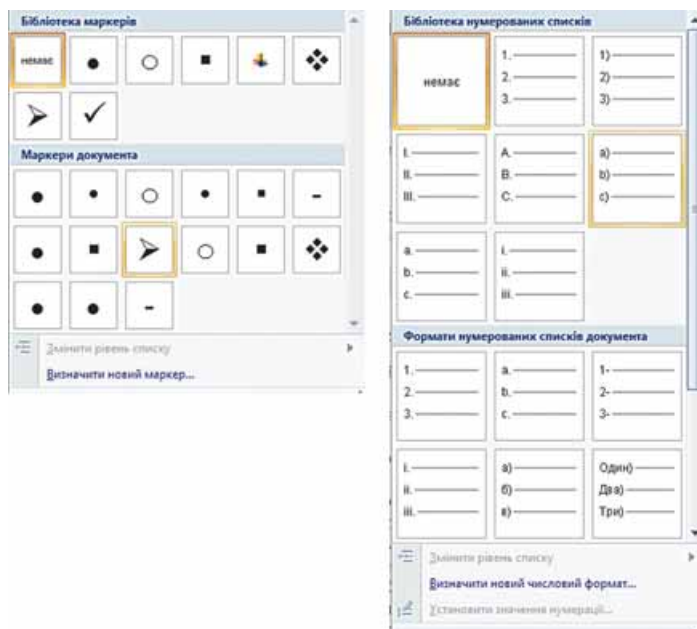 Бібліотека маркерів
немає
Маркери документа
Змінити рівень списку
Визначити новий маркер...
Бібліотека нумерованих списків
немає
1.
2.
3.
1)
2)
3)
I.
II.
III.
A.
B.
C.
a)
b)
c)
a.
b.
c.
i.
ii.
iii.
Формати нумерованих списків документа
1.
2.
3.
a.
b.
c.
1-
2-
3-
i.
ii.
iii.
а)
б)
в)
Один)
Два)
Три)
Змінити рівень списку
Визначити новий числовий формат...
Установити значення нумерації...